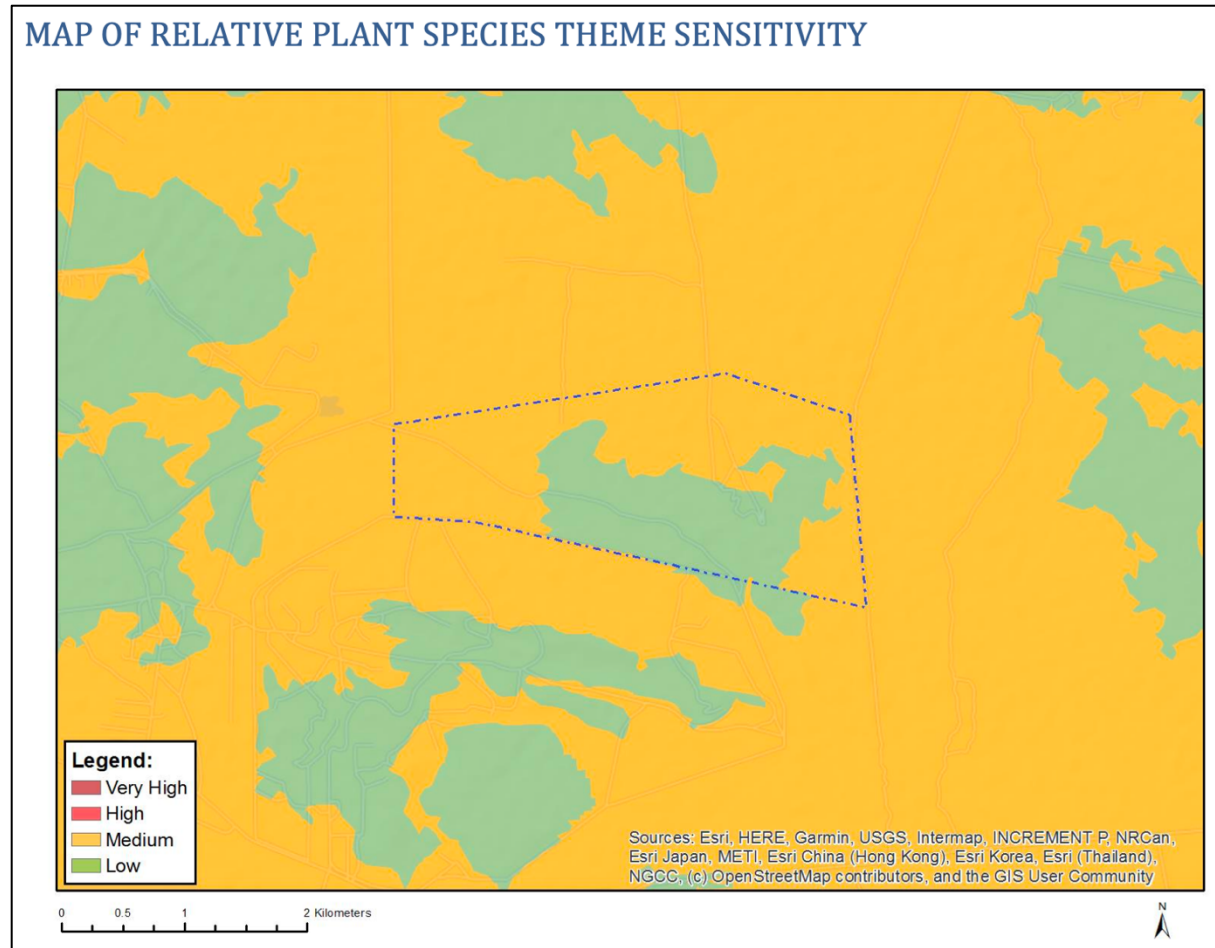 MAP OF RELATIVE PLANT SPECIES THEME SENSITIVITY
Legend:
Very High
High
Medium
Low
Sources: Esri, HERE, Garmin, USGS, Intermap, INCREMENT P, NRCan,
Esri Japan, METI, Esri China (Hong Kong), Esri Korea, Esri (Thailand),
NGCC, (c) OpenStreetMap contributors, and the GIS User Community
0 0.5 1 2 Kilometers
N